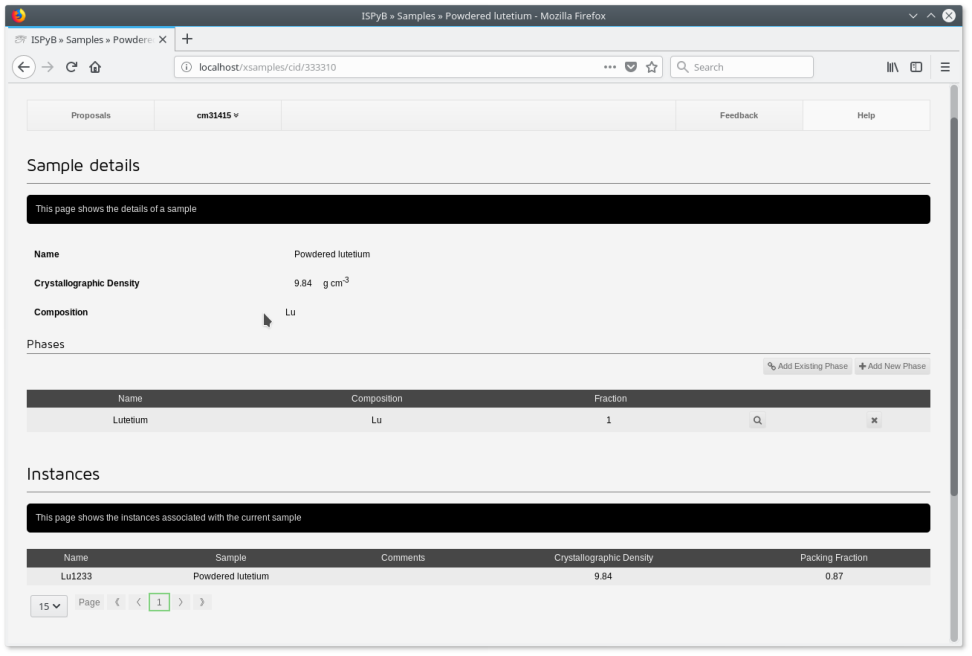 ISPyB » Samples » Powdered lutetium - Mozilla Firefox
ISPyB » Samples » Powdere
localhost/xsamples/cid/333310
Search
Proposals cm31415 Feedback Help
Sample details
This page shows the details of a sample
Name Powdered lutetium
Crystallographic Density 9.84 g cm-3
Composition Lu
Phases
Add Existing Phase Add New Phase
Name Composition Fraction
Lutetium Lu 1
Instances
This page shows the instances associated with the current sample
Name Sample Comments Crystallographic Density Packing Fraction
Lu1233 Powdered lutetium 9.84 0.87
15 Page 1